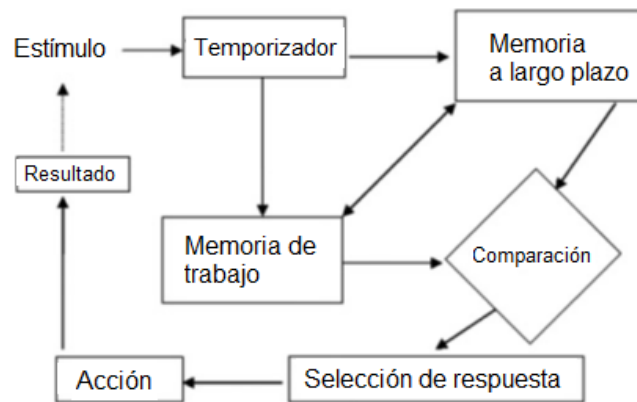 Estímulo
Temporizador
Memoria
a largo plazo
Resultado
Memoria de
trabajo
Comparación
Acción
Selección de respuesta